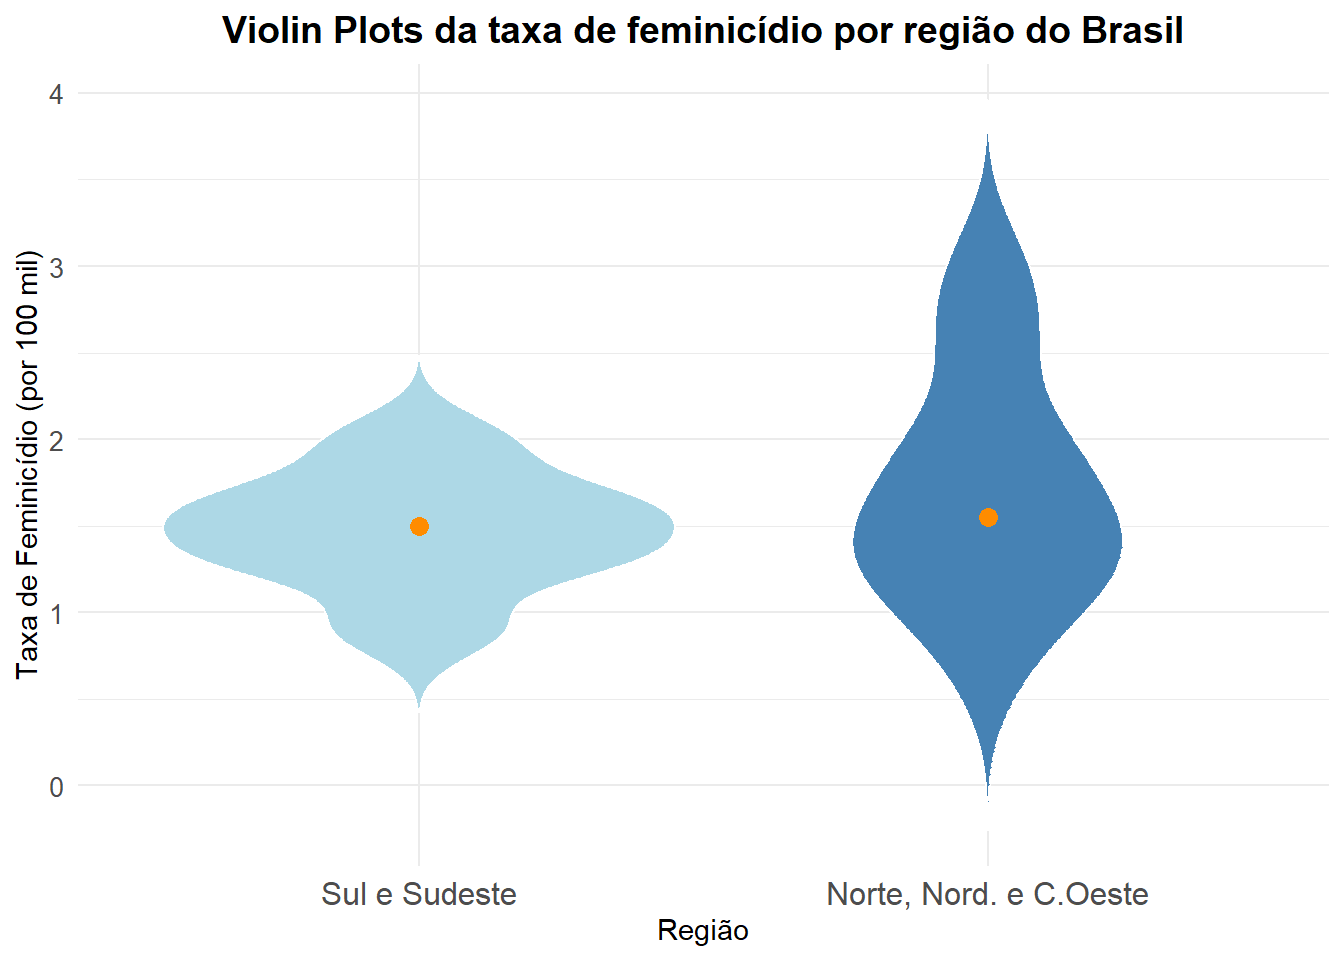 Violin Plots da taxa de feminicídio por região do Brasil
Taxa de Feminicídio (por 100 mil)
4
3
2
1
0
Sul e Sudeste
Norte, Nord. e C.Oeste
Região